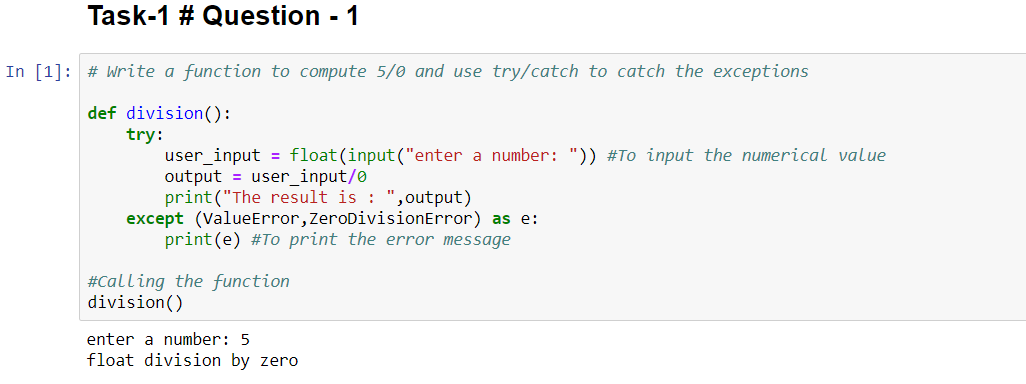 Task-1 # Question - 1
In [1]: # Write a function to compute 5/0 and use try/catch to catch the exceptions
def division():
try:
user_input = float(input("enter a number: ")) #To input the numerical value
output = user_input/0
print("The result is : ",output)
except (ValueError,ZeroDivisionError) as e:
print(e) #To print the error message
#Calling the function
division()
enter a number: 5
float division by zero